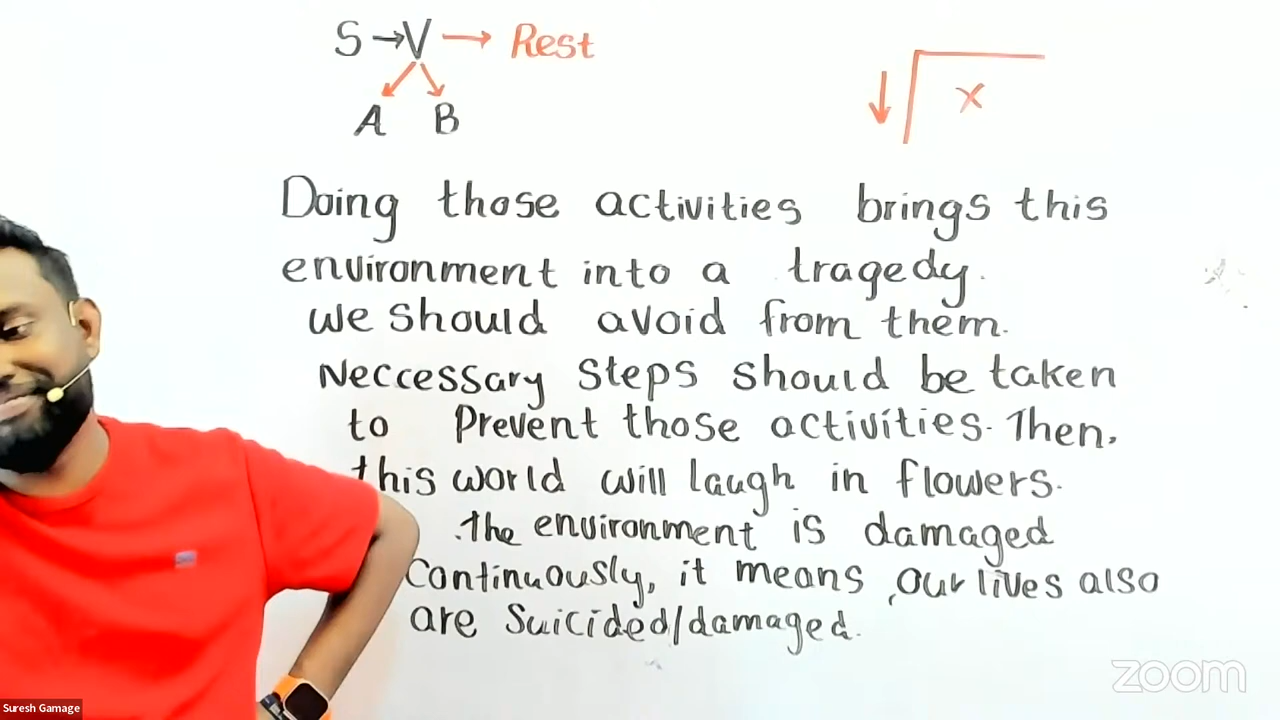 S → V → Rest
A B
x
Doing those activities brings this
environment into a tragedy.
we should avoid from them.
Neccessary steps should be taken
to Prevent those activities. Then,
this world will laugh in flowers.
The environment is damaged
Continuously, it means, our lives also
are Suicided/damaged.
zoom
Suresh Gamage